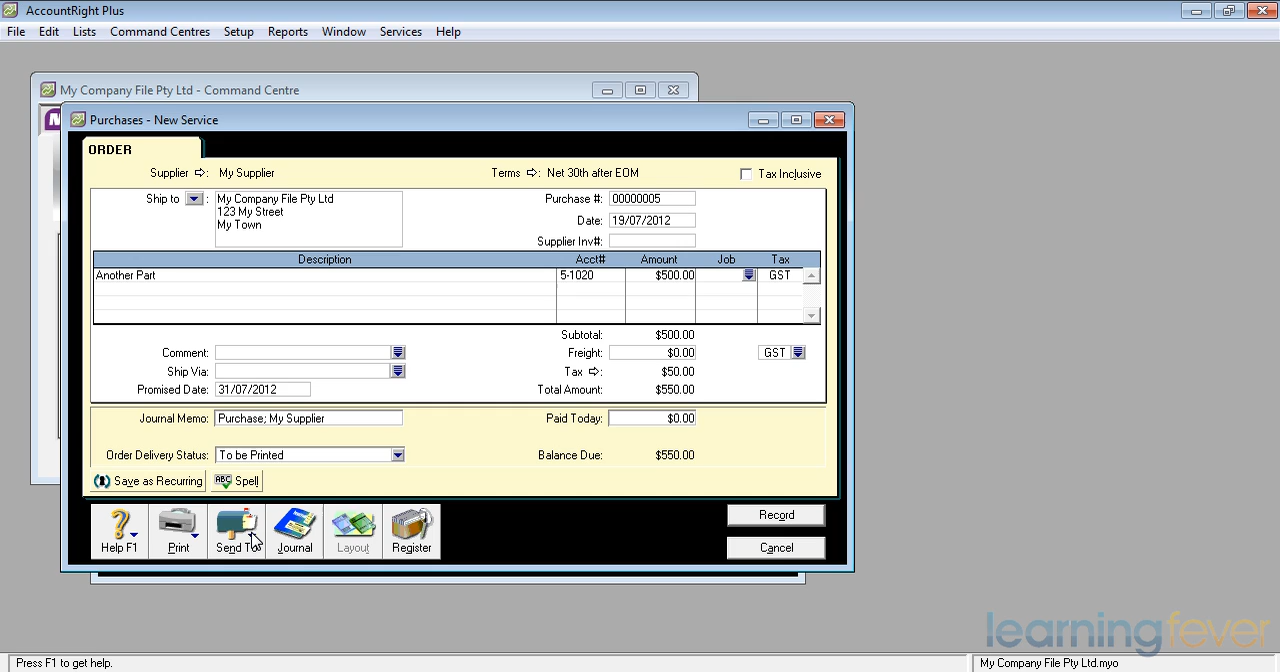 AccountRight Plus
File Edit Lists Command Centres Setup Reports Window Services Help
My Company File Pty Ltd - Command Centre
Purchases - New Service
ORDER
Supplier : My Supplier Terms : Net 30th after EOM Tax Inclusive
Ship to : My Company File Pty Ltd Purchase #: 00000005
123 My Street
My Town
Date: 19/07/2012
Supplier Inv#:
Description Acct# Amount Job Tax
Another Part 5-1020 $500.00 GST
Subtotal: $500.00
Comment: Freight: $0.00 GST
Ship Via: Tax : $50.00
Promised Date: 31/07/2012 Total Amount: $550.00
Journal Memo: Purchase; My Supplier Paid Today: $0.00
Order Delivery Status: To be Printed Balance Due: $550.00
Save as Recurring ABC Spell
Record
Help F1 Print Send To Journal Layout Register Cancel
learningfever
Press F1 to get help. My Company File Pty Ltd.myo